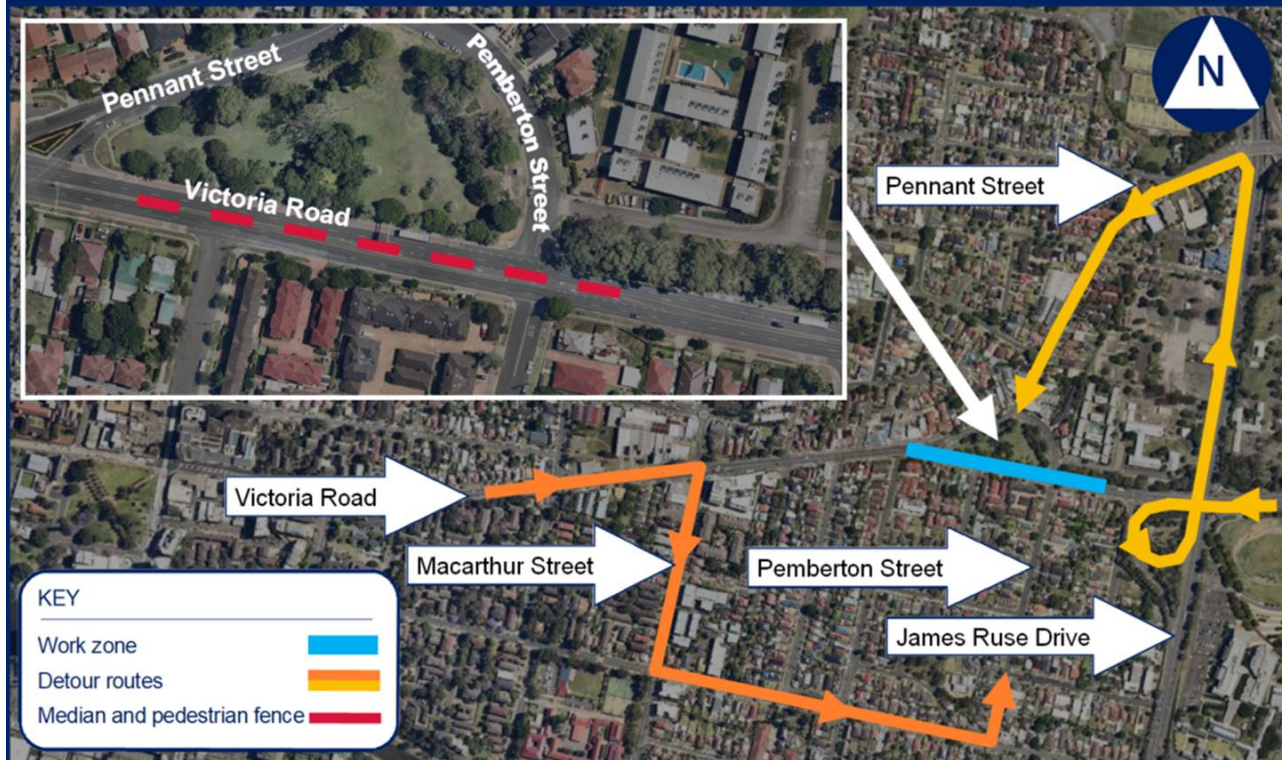 Pennant Street
Pemberton Street
Victoria Road
N
Pennant Street
Victoria Road
Macarthur Street
Pemberton Street
James Ruse Drive
KEY
Work zone
Detour routes
Median and pedestrian fence